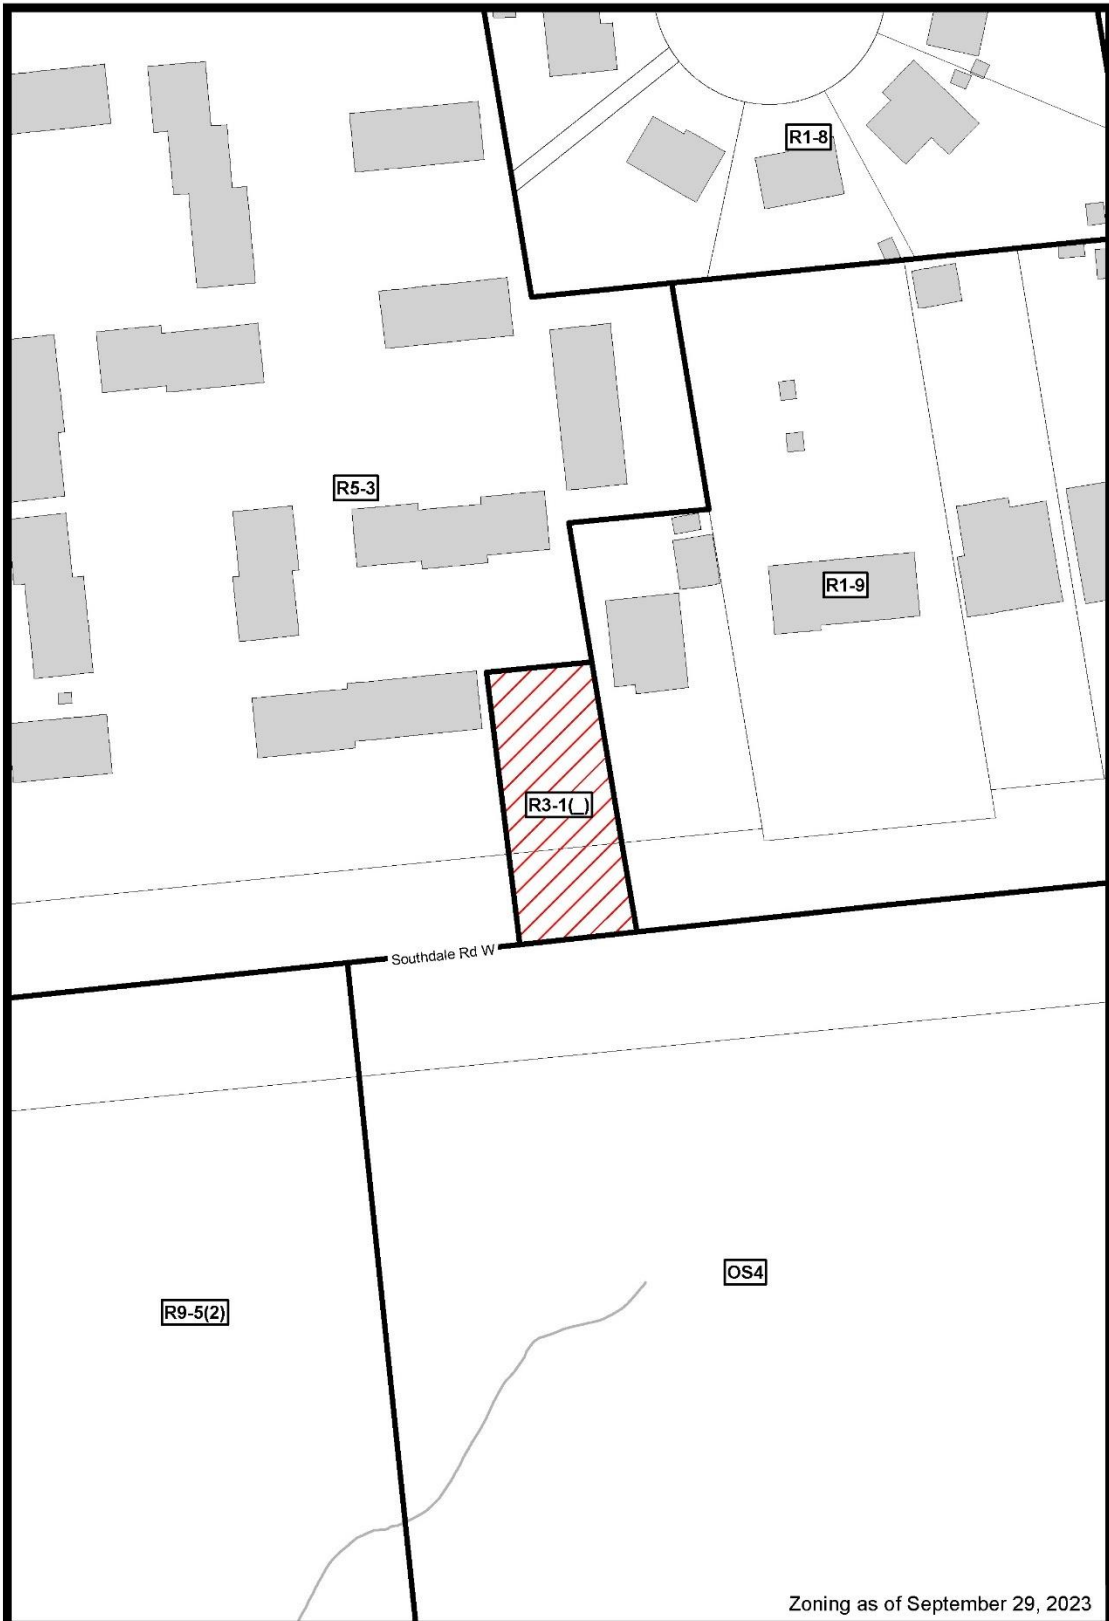 R1-8
R5-3
R1-9
R3-1(_)
Southdale Rd W
OS4
R9-5(2)
Zoning as of September 29, 2023